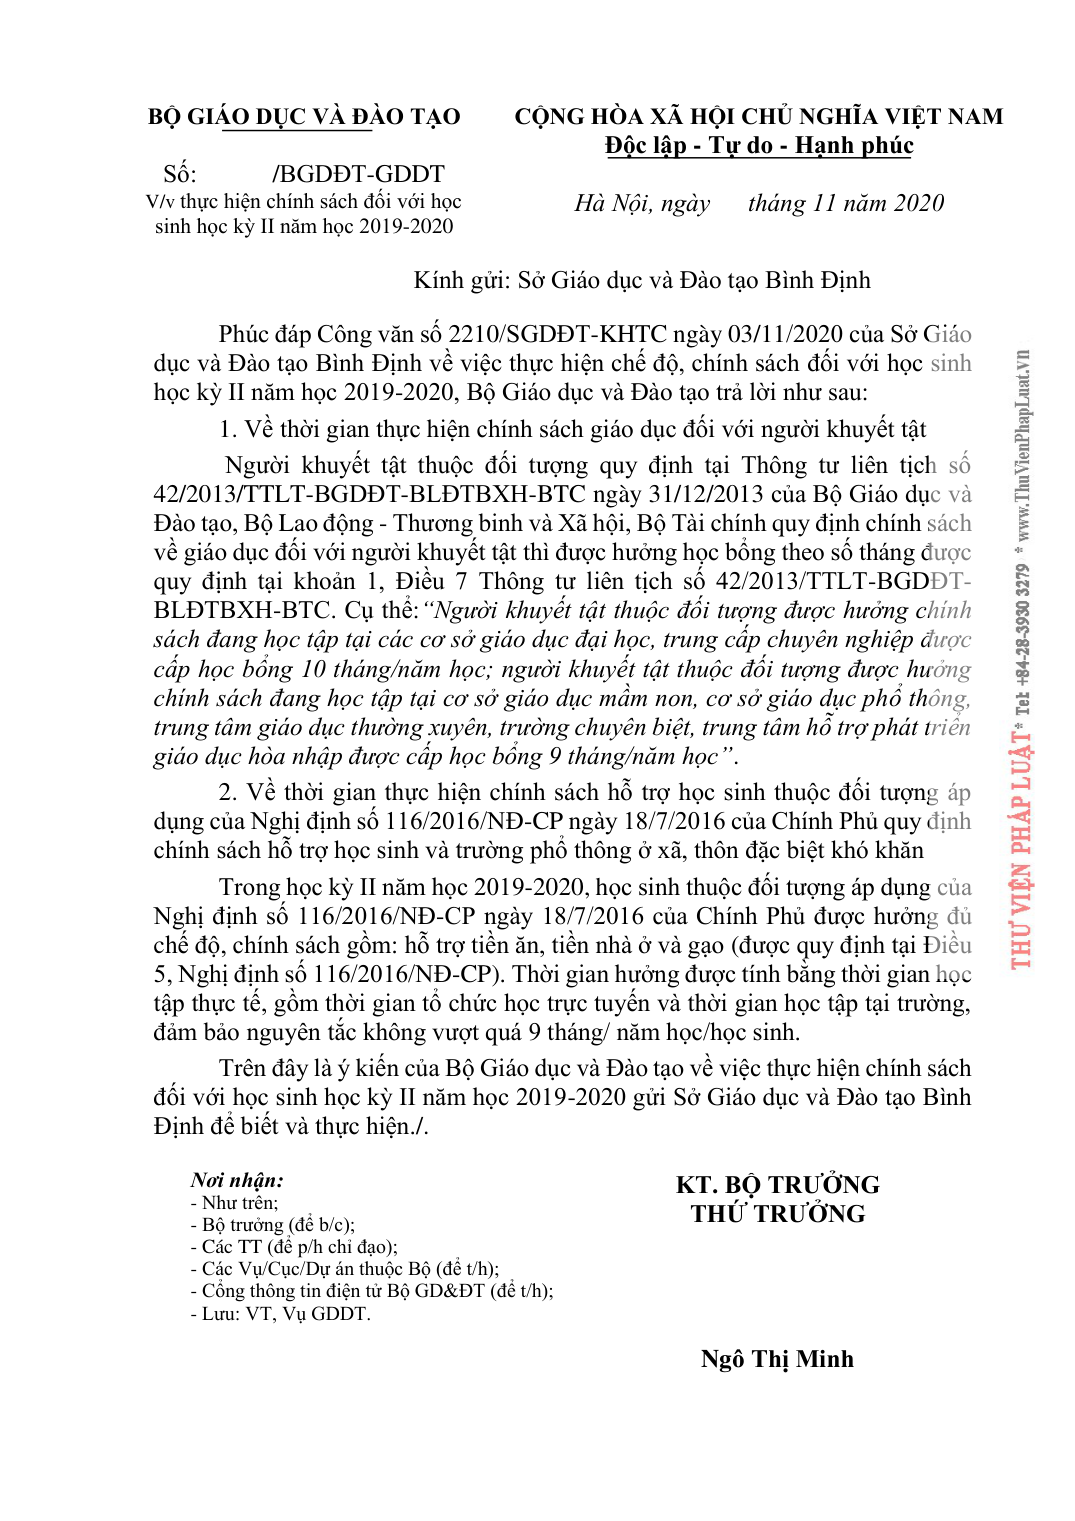 BỘ GIÁO DỤC VÀ ĐÀO TẠO
CỘNG HÒA XÃ HỘI CHỦ NGHĨA VIỆT NAM
Độc lập - Tự do - Hạnh phúc
Số: /BGDĐT-GDDT
V/v thực hiện chính sách đối với học
sinh học kỳ II năm học 2019-2020
Hà Nội, ngày tháng 11 năm 2020
Kính gửi: Sở Giáo dục và Đào tạo Bình Định
Phúc đáp Công văn số 2210/SGDĐT-KHTC ngày 03/11/2020 của Sở Giáo
dục và Đào tạo Bình Định về việc thực hiện chế độ, chính sách đối với học sinh
học kỳ II năm học 2019-2020, Bộ Giáo dục và Đào tạo trả lời như sau:
1. Về thời gian thực hiện chính sách giáo dục đối với người khuyết tật
Người khuyết tật thuộc đối tượng quy định tại Thông tư liên tịch số
42/2013/TTLT-BGDĐT-BLĐTBXH-BTC ngày 31/12/2013 của Bộ Giáo dục và
Đào tạo, Bộ Lao động - Thương binh và Xã hội, Bộ Tài chính quy định chính sách
về giáo dục đối với người khuyết tật thì được hưởng học bổng theo số tháng được
quy định tại khoản 1, Điều 7 Thông tư liên tịch số 42/2013/TTLT-BGDĐT-
BLĐTBXH-BTC. Cụ thể:“Người khuyết tật thuộc đối tượng được hưởng chính
sách đang học tập tại các cơ sở giáo dục đại học, trung cấp chuyên nghiệp được
cấp học bổng 10 tháng/năm học; người khuyết tật thuộc đối tượng được hưởng
chính sách đang học tập tại cơ sở giáo dục mầm non, cơ sở giáo dục phổ thông,
trung tâm giáo dục thường xuyên, trường chuyên biệt, trung tâm hỗ trợ phát triển
giáo dục hòa nhập được cấp học bổng 9 tháng/năm học”.
2. Về thời gian thực hiện chính sách hỗ trợ học sinh thuộc đối tượng áp
dụng của Nghị định số 116/2016/NĐ-CP ngày 18/7/2016 của Chính Phủ quy định
chính sách hỗ trợ học sinh và trường phổ thông ở xã, thôn đặc biệt khó khăn
Trong học kỳ II năm học 2019-2020, học sinh thuộc đối tượng áp dụng của
Nghị định số 116/2016/NĐ-CP ngày 18/7/2016 của Chính Phủ được hưởng đủ
chế độ, chính sách gồm: hỗ trợ tiền ăn, tiền nhà ở và gạo (được quy định tại Điều
5, Nghị định số 116/2016/NĐ-CP). Thời gian hưởng được tính bằng thời gian học
tập thực tế, gồm thời gian tổ chức học trực tuyến và thời gian học tập tại trường,
đảm bảo nguyên tắc không vượt quá 9 tháng/ năm học/học sinh.
Trên đây là ý kiến của Bộ Giáo dục và Đào tạo về việc thực hiện chính sách
đối với học sinh học kỳ II năm học 2019-2020 gửi Sở Giáo dục và Đào tạo Bình
Định để biết và thực hiện./.
Nơi nhận:
- Như trên;
- Bộ trưởng (để b/c);
- Các TT (để p/h chỉ đạo);
- Các Vụ/Cục/Dự án thuộc Bộ (để t/h);
- Cổng thông tin điện tử Bộ GD&ĐT (để t/h);
- Lưu: VT, Vụ GDDT.
KT. BỘ TRƯỞNG
THỨ TRƯỞNG
Ngô Thị Minh
THƯ VIỆN PHÁP LUẬT * Tel: +84-28-3930 3279 * www.ThuVienPhapLuat.vn